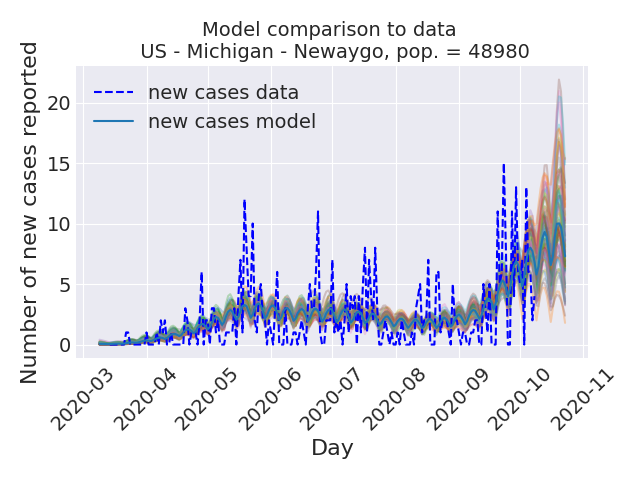 Model comparison to data
US - Michigan - Newaygo, pop. = 48980
Number of new cases reported
20
15
10
5
0
new cases data
new cases model
2020-03
2020-04
2020-05
2020-06
2020-07
2020-08
2020-09
2020-10
2020-11
Day